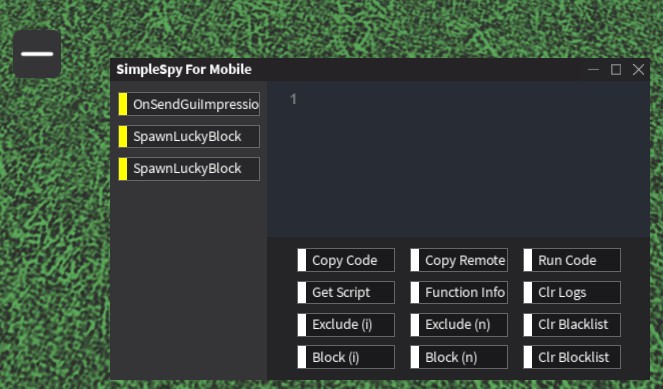 SimpleSpy For Mobile
OnSendGuiImpressio
SpawnLuckyBlock
SpawnLuckyBlock
1
Copy Code
Copy Remote
Run Code
Get Script
Function Info
Clr Logs
Exclude (i)
Exclude (n)
Clr Blacklist
Block (i)
Block (n)
Clr Blocklist